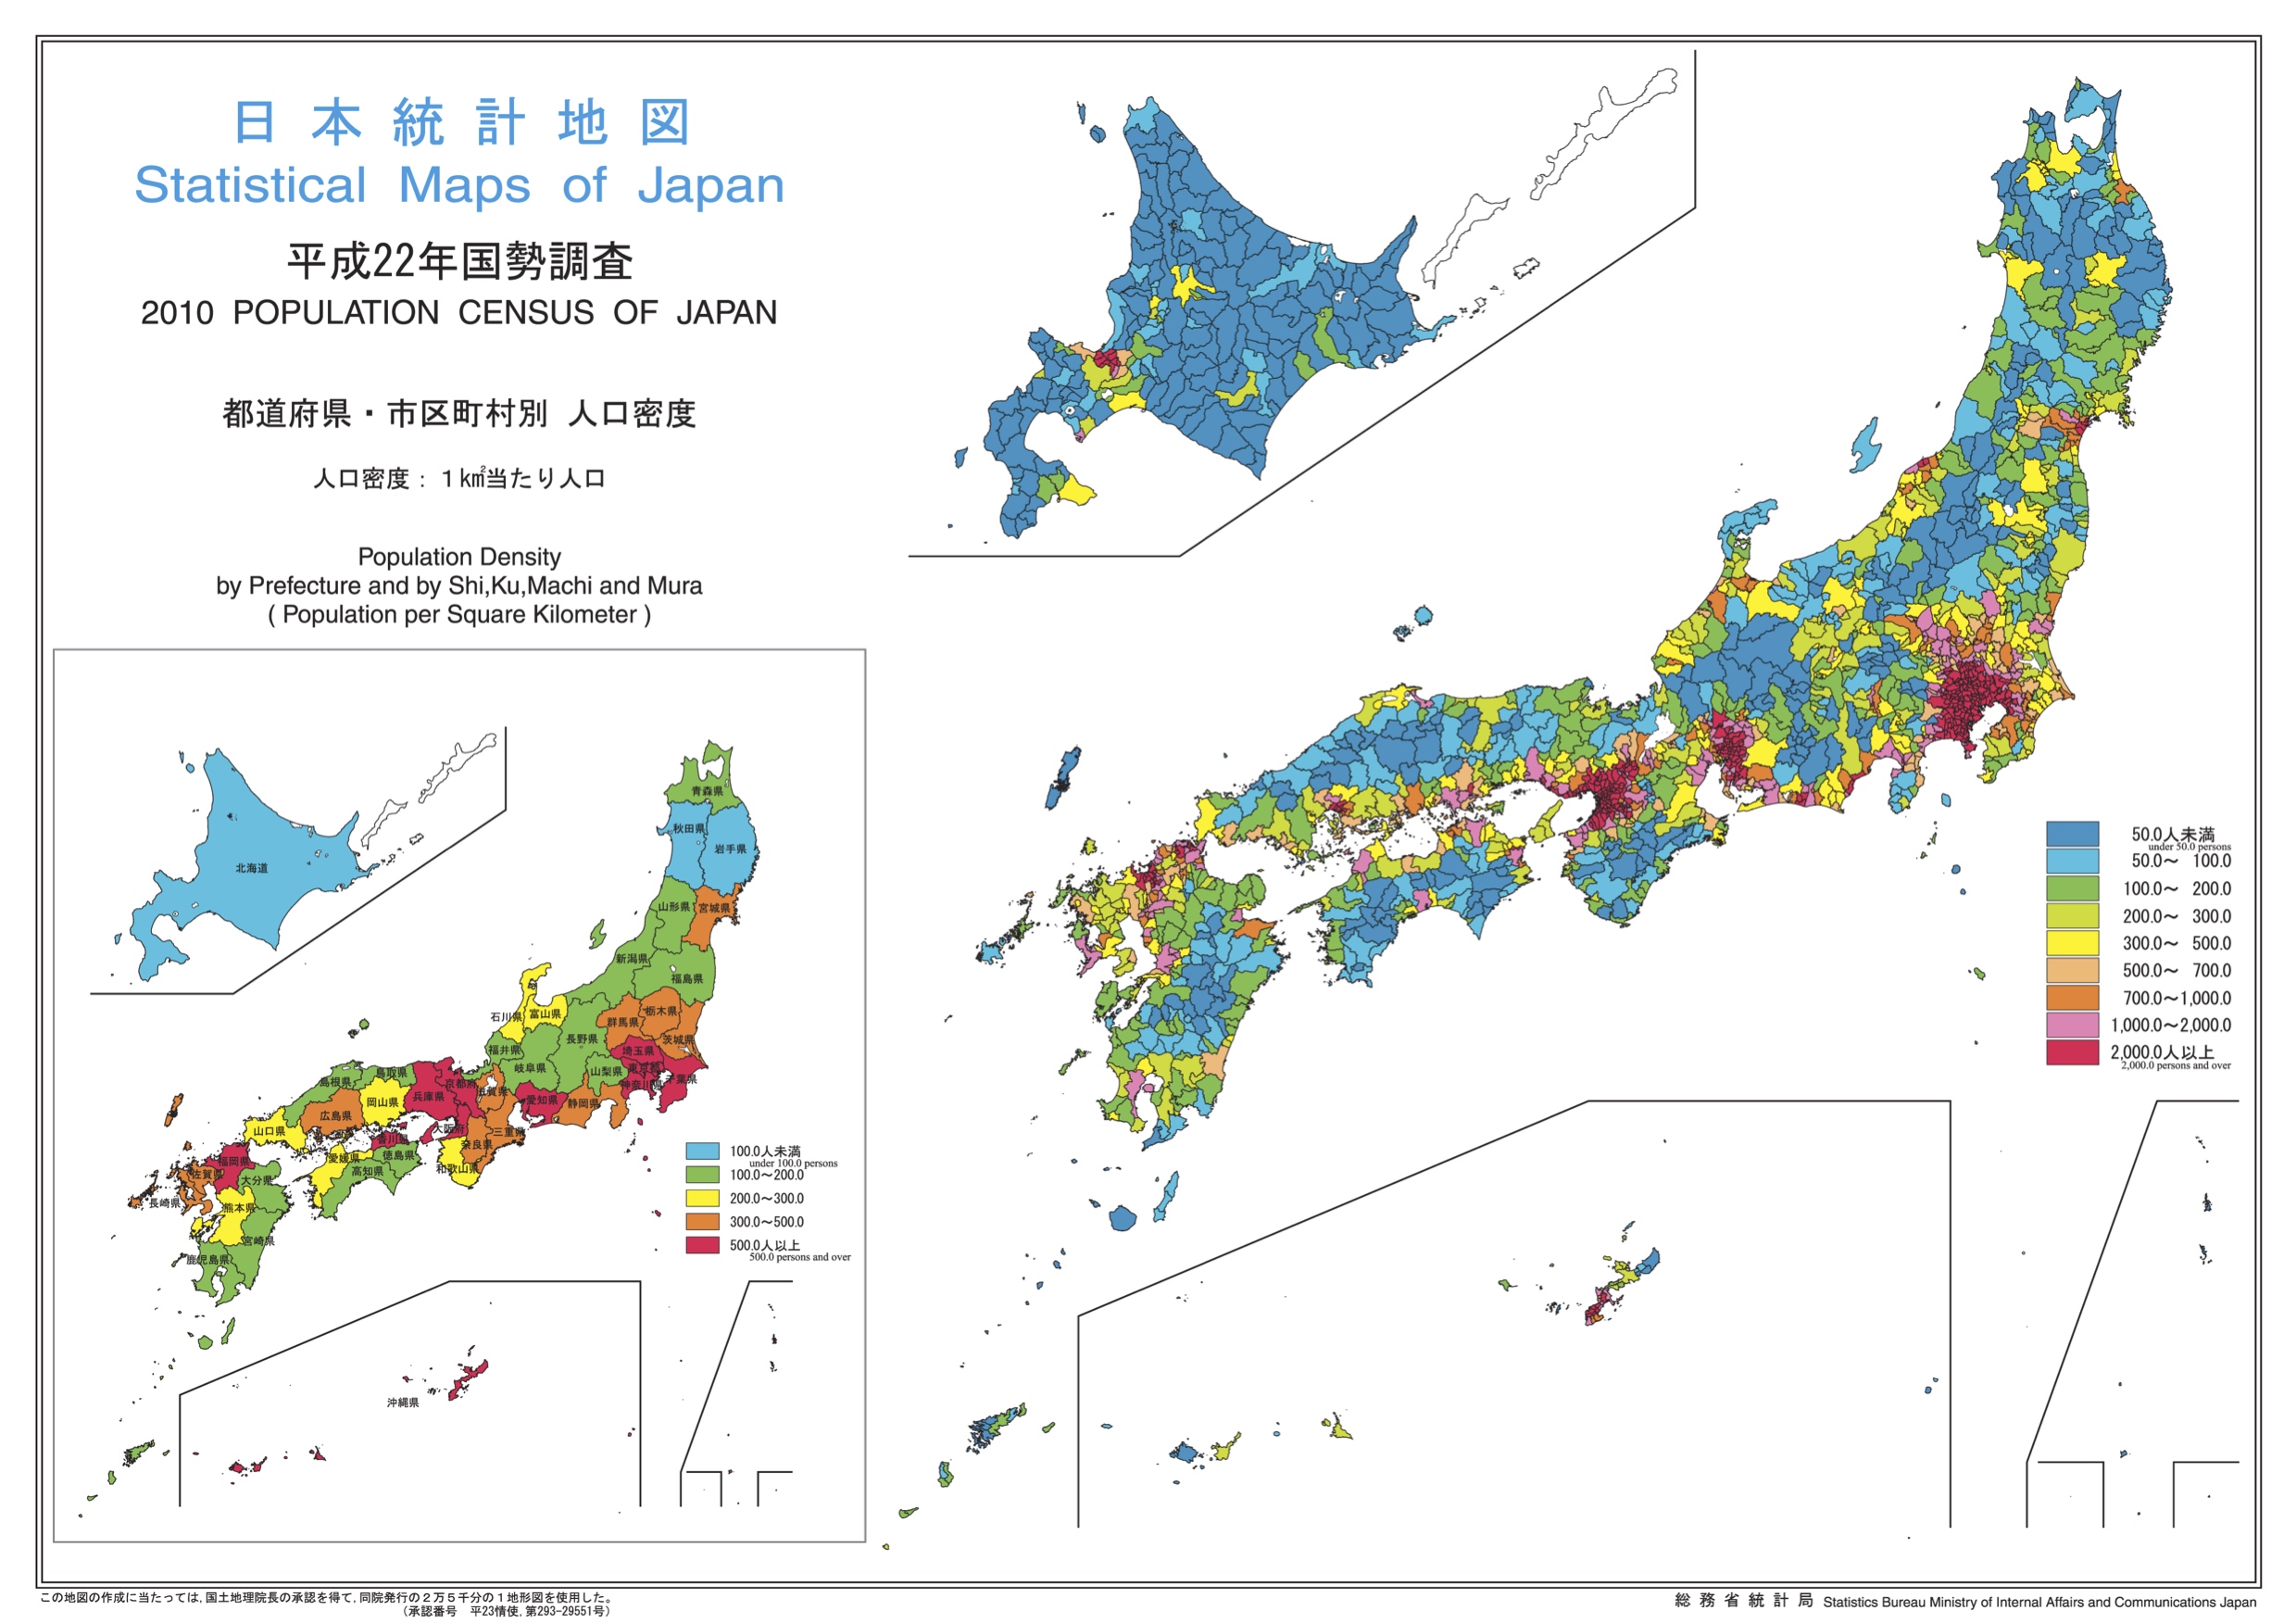 日本統計地図
Statistical Maps of Japan
平成22年国勢調査
2010 POPULATION CENSUS OF JAPAN
都道府県・市区町村別 人口密度
人口密度：１㎢当たり人口
Population Density
by Prefecture and by Shi,Ku,Machi and Mura
( Population per Square Kilometer )
北海道
青森県
秋田県
岩手県
山形県
宮城県
新潟県
福島県
石川県
富山県
群馬県
栃木県
茨城県
長野県
埼玉県
福井県
岐阜県
山梨県
東京都
神奈川県
千葉県
島根県
鳥取県
京都府
滋賀県
兵庫県
愛知県
静岡県
岡山県
広島県
山口県
大阪府
三重県
奈良県
香川県
徳島県
和歌山県
愛媛県
高知県
福岡県
佐賀県
大分県
長崎県
熊本県
宮崎県
鹿児島県
沖縄県
100.0人未満
under 100.0 persons
100.0～200.0
200.0～300.0
300.0～500.0
500.0人以上
500.0 persons and over
50.0人未満
under 50.0 persons
50.0～ 100.0
100.0～ 200.0
200.0～ 300.0
300.0～ 500.0
500.0～ 700.0
700.0～1,000.0
1,000.0～2,000.0
2,000.0人以上
2,000.0 persons and over
この地図の作成に当たっては,国土地理院長の承認を得て,同院発行の２万５千分の１地形図を使用した。
（承認番号 平23情使,第293-29551号）
総務省統計局 Statistics Bureau Ministry of Internal Affairs and Communications Japan